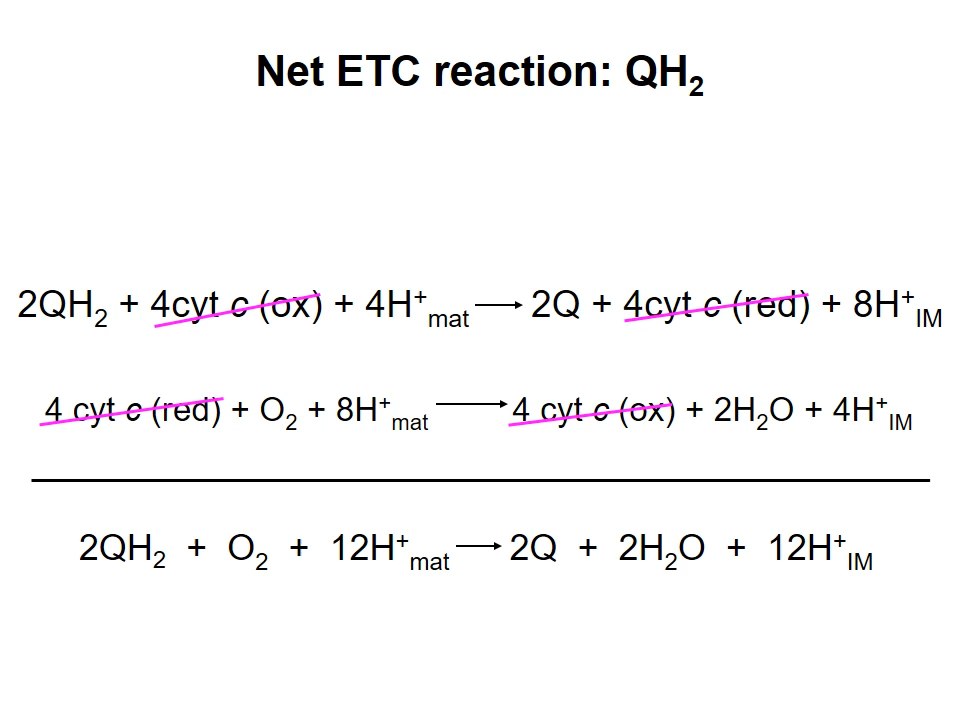 Net ETC reaction: QH₂
2QH₂ + 4cyt c (ox) + 4H⁺mat → 2Q + 4cyt c (red) + 8H⁺IM
4 cyt c (red) + O₂ + 8H⁺mat → 4 cyt c (ox) + 2H₂O + 4H⁺IM
2QH₂ + O₂ + 12H⁺mat → 2Q + 2H₂O + 12H⁺IM